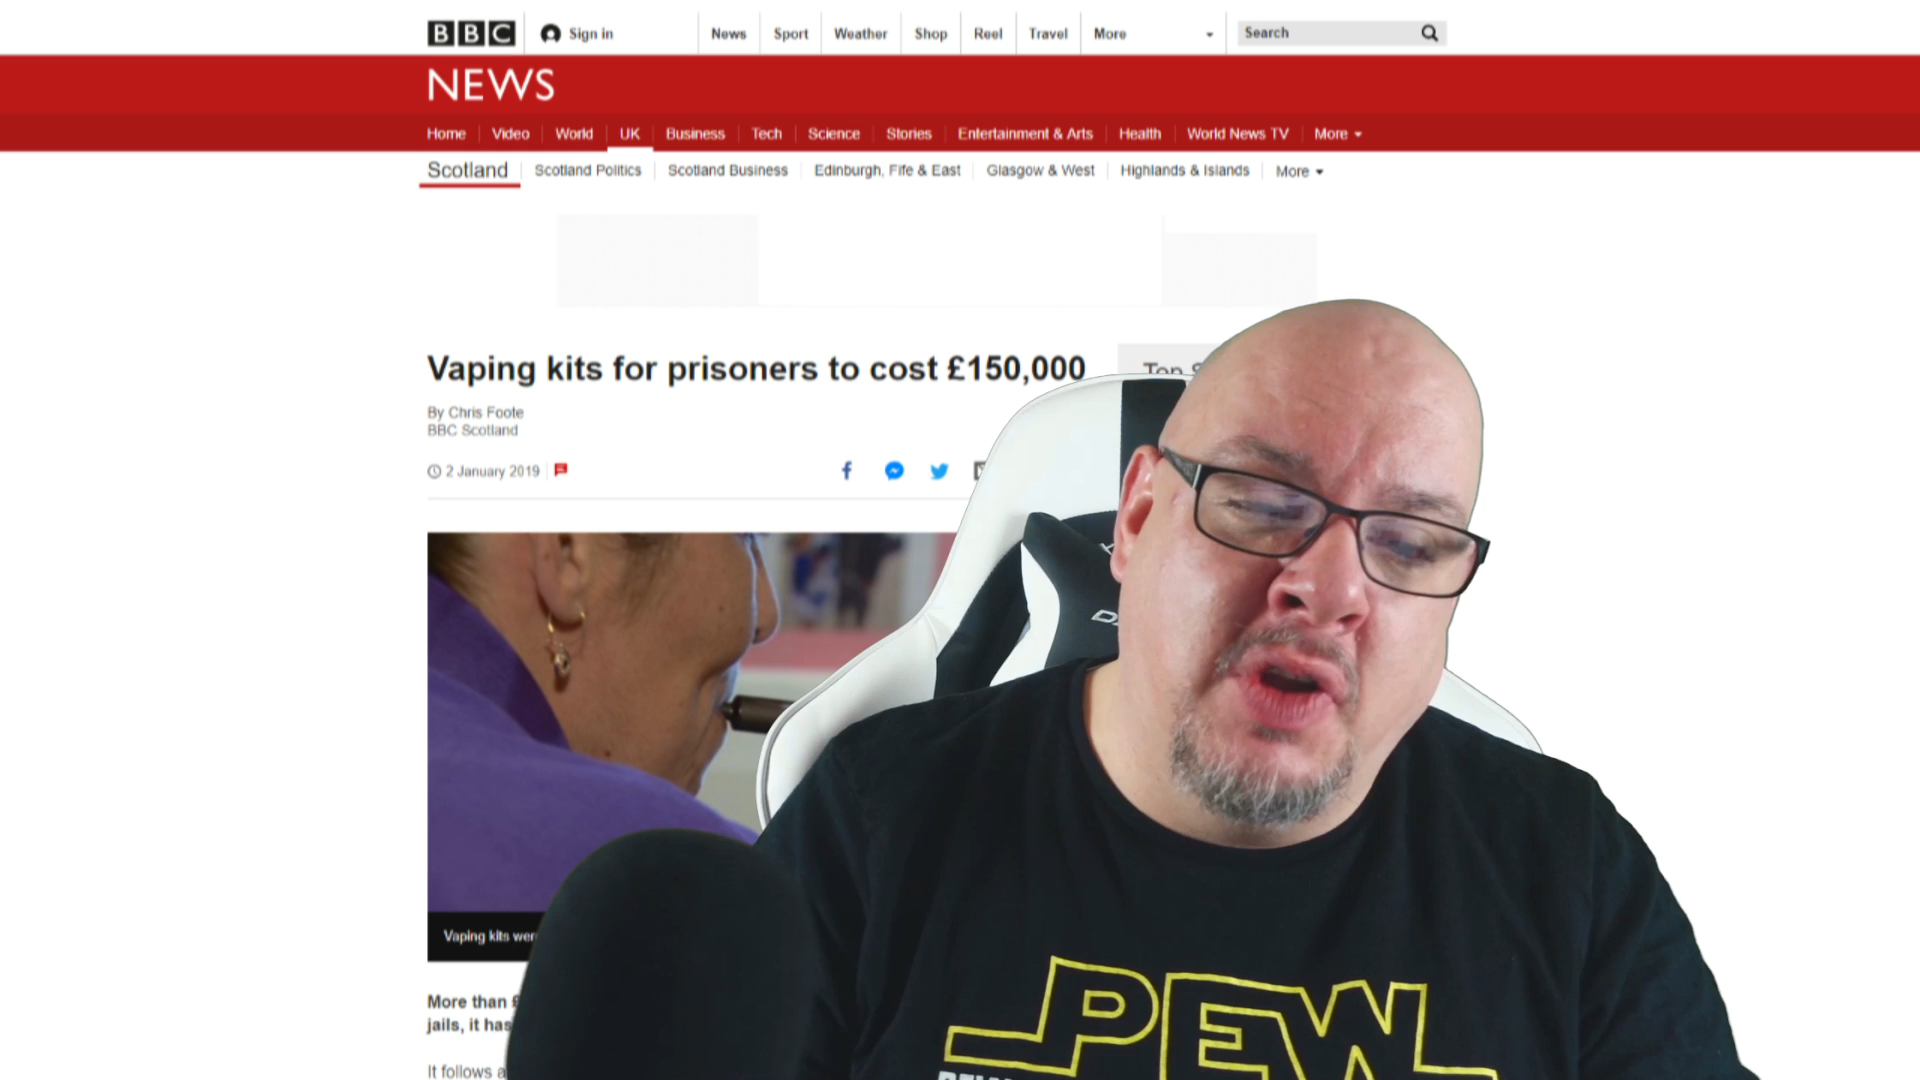 BBC Sign in News Sport Weather Shop Reel Travel More Search
NEWS
Home Video World UK Business Tech Science Stories Entertainment & Arts Health World News TV More
Scotland Scotland Politics Scotland Business Edinburgh, Fife & East Glasgow & West Highlands & Islands More
Vaping kits for prisoners to cost £150,000
Top
By Chris Foote
BBC Scotland
2 January 2019
Vaping kits
More than
jails, it has
It follows
PEW